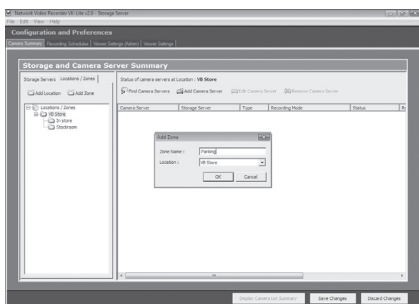 Network Video Recorder VK-Lite v2.0 - Storage Server
File Edit View Help
Configuration and Preferences
Camera Summary Recording Schedules Viewer Settings (Admin) Viewer Settings
Storage and Camera Server Summary
Storage Servers Locations / Zones
Status of camera servers at Location : VB Store
Add Location Add Zone
Find Camera Servers Add Camera Server Edit Camera Server Remove Camera Server
Camera Server Storage Server Type Recording Mode Status
Locations / Zones
VB Store
In store
Stockroom
Add Zone
Zone Name : Parking
Location : VB Store
OK Cancel
Display Camera List Summary Save Changes Discard Changes